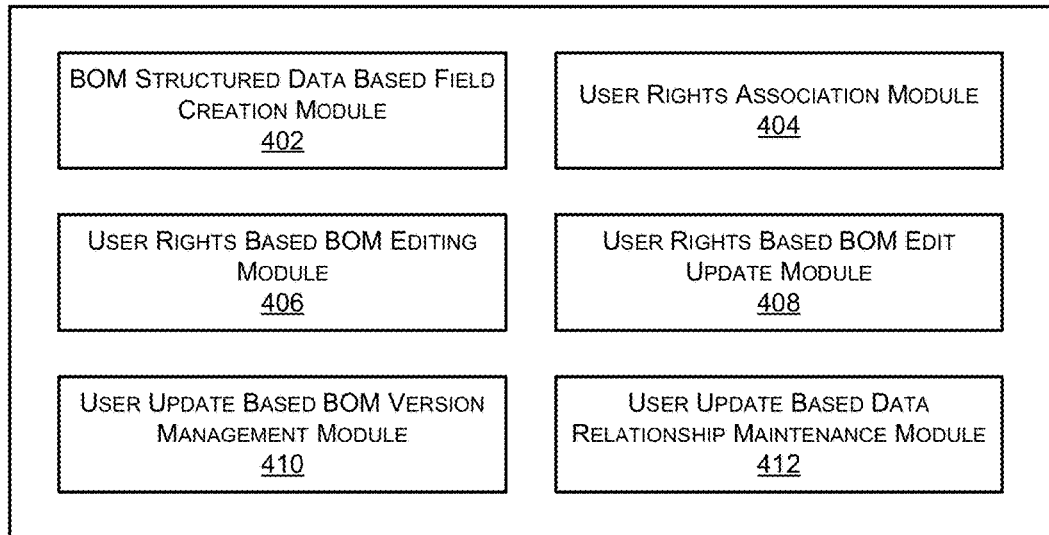 BOM STRUCTURED DATA BASED FIELD
CREATION MODULE
402
USER RIGHTS ASSOCIATION MODULE
404
USER RIGHTS BASED BOM EDITING
MODULE
406
USER RIGHTS BASED BOM EDIT
UPDATE MODULE
408
USER UPDATE BASED BOM VERSION
MANAGEMENT MODULE
410
USER UPDATE BASED DATA
RELATIONSHIP MAINTENANCE MODULE
412